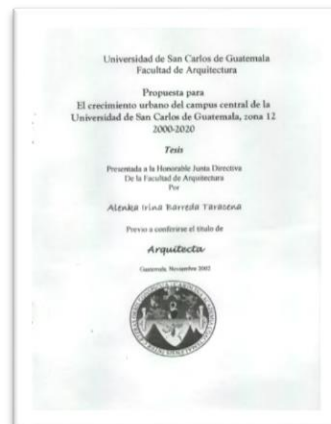 Universidad de San Carlos de Guatemala
Facultad de Arquitectura
Propuesta para
El crecimiento urbano del campus central de la
Universidad de San Carlos de Guatemala, zona 12
2000-2020
Tesis
Presentada a la Honorable Junta Directiva
De la Facultad de Arquitectura
Por
Alenka Irina Barreda Taracena
Previo a conferirse el título de
Arquitecta
Guatemala, Noviembre 2002